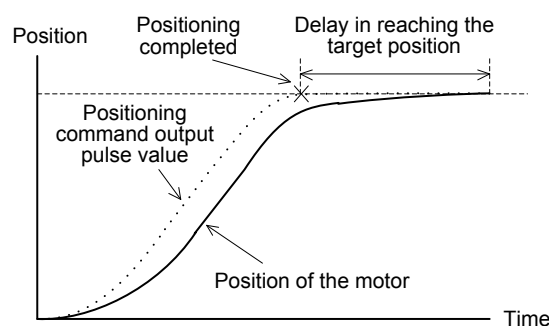 Position
Positioning
completed
Delay in reaching the
target position
Positioning
command output
pulse value
Position of the motor
Time